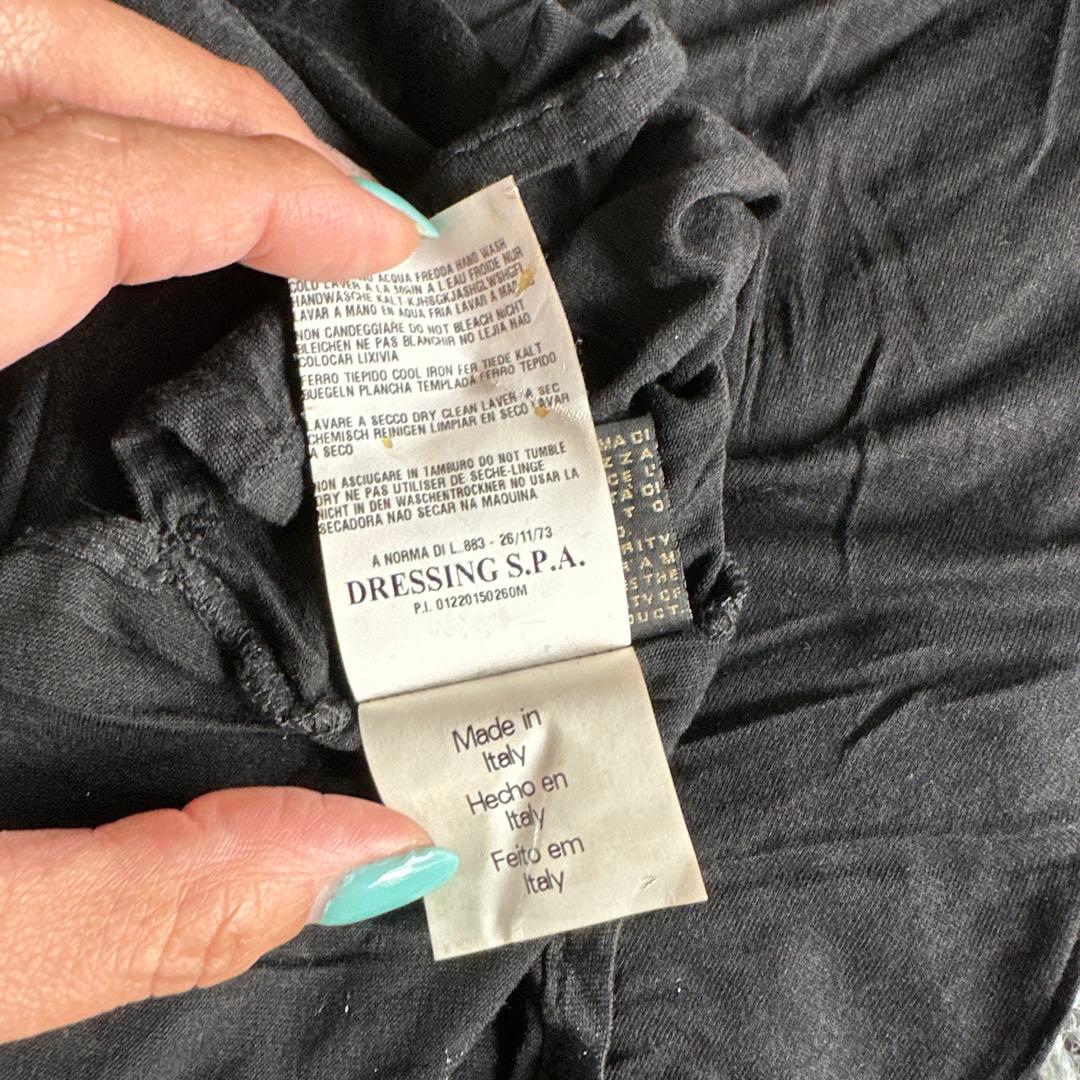 ACQUA FREDDA HAND WASH
COLD LAVER A LA MAIN A L'EAU FROIDE NUR
HANDWASCHE KALT-KJHSGKJASHGLWSHGFL
LAVAR A MANO EN AQUA FRIA LAVAR A
NON CANDEGGIARE DO NOT BLEACH NICHT
BLEICHEN NE PAS BLANCHIR NO LEJIA NAO
COLOCAR LIXIVIA
FERRO TIEPIDO COOL IRON FER TIEDE KALT
BUEGELN PLANCHA TEMPLADA FERRO TEPIDO
LAVARE A SECCO DRY CLEAN LAVER A SEC
CHEMISCH REINIGEN LIMPIAR EN SECO LAVAR
A SECO
NON ASCIUGARE IN TAMBURO DO NOT TUMBLE
DRY NE PAS UTILISER DE SECHE-LINGE
NICHT IN DEN WASCHENTROCKNER NO USAR LA
SECADORA NAO SECAR NA MAQUINA
A NORMA DI L..883 - 26/11/73
DRESSING S.P.A.
P.I. 01220150260M
Made in
Italy
Hecho en
Italy
Feito em
Italy